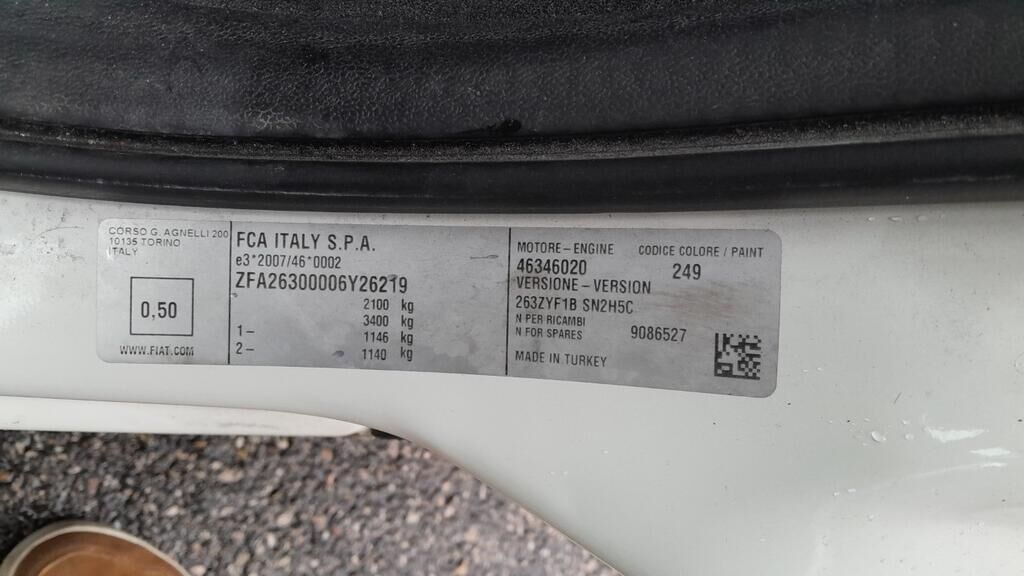 CORSO G. AGNELLI 200
10135 TORINO
ITALY
0,50
WWW.FIAT.COM
FCA ITALY S.P.A.
e3*2007/46*0002
ZFA26300006Y26219
2100 kg
3400 kg
1- 1146 kg
2- 1140 kg
MOTORE-ENGINE CODICE COLORE / PAINT
46346020 249
VERSIONE-VERSION
263ZYF1B SN2H5C
N PER RICAMBI
N FOR SPARES 9086527
MADE IN TURKEY